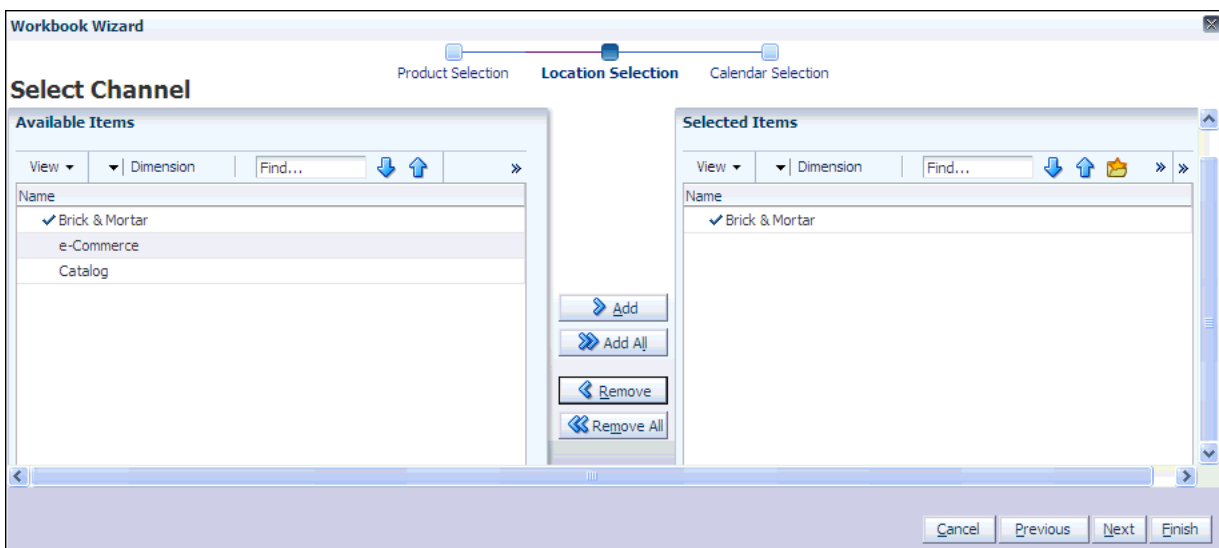 Workbook Wizard
Product Selection
Location Selection
Calendar Selection
Select Channel
Available Items
View
Dimension
Find...
»
Name
Brick & Mortar
e-Commerce
Catalog
Add
Add All
Remove
Remove All
Selected Items
View
Dimension
Find...
» »
Name
Brick & Mortar
Cancel
Previous
Next
Finish